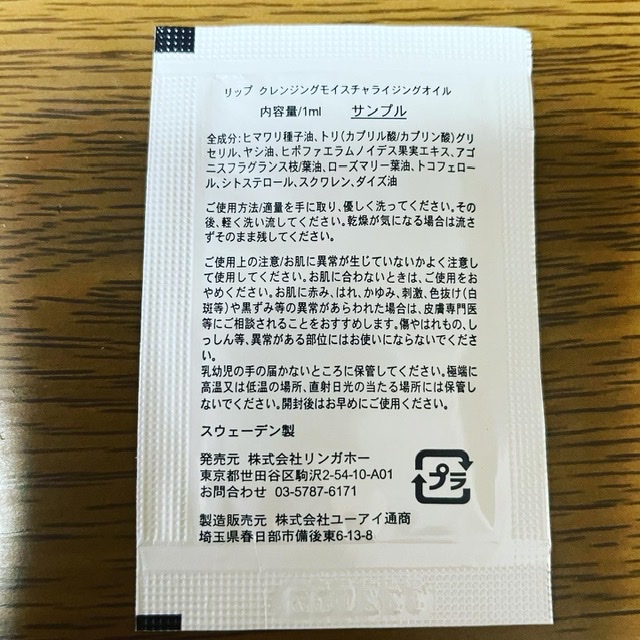 リップ クレンジングモイスチャライジングオイル
内容量/1ml サンプル
全成分:ヒマワリ種子油、トリ(カプリル酸/カプリン酸)グリ
セリル、ヤシ油、ヒポファエラムノイデス果実エキス、アゴ
ニスフラグランス枝/葉油、ローズマリー葉油、トコフェロー
ル、シトステロール、スクワレン、ダイズ油
ご使用方法/適量を手に取り、優しく洗ってください。その
後、軽く洗い流してください。乾燥が気になる場合は流さ
ずそのまま残してください。
ご使用上の注意/お肌に異常が生じていないかよく注意し
て使用してください。お肌に合わないときは、ご使用をお
やめください。お肌に赤み、はれ、かゆみ、刺激、色抜け(白
斑等)や黒ずみ等の異常があらわれた場合は、皮膚専門医
等にご相談されることをおすすめします。傷やはれもの、し
っしん等、異常がある部位にはお使いにならないでくださ
い。
乳幼児の手の届かないところに保管してください。極端に
高温又は低温の場所、直射日光の当たる場所には保管し
ないでください。開封後はお早めにご使用ください。
スウェーデン製
発売元 株式会社リンガホー
東京都世田谷区駒沢2-54-10-A01
お問合わせ 03-5787-6171
プラ
製造販売元 株式会社ユーアイ通商
埼玉県春日部市備後東6-13-8